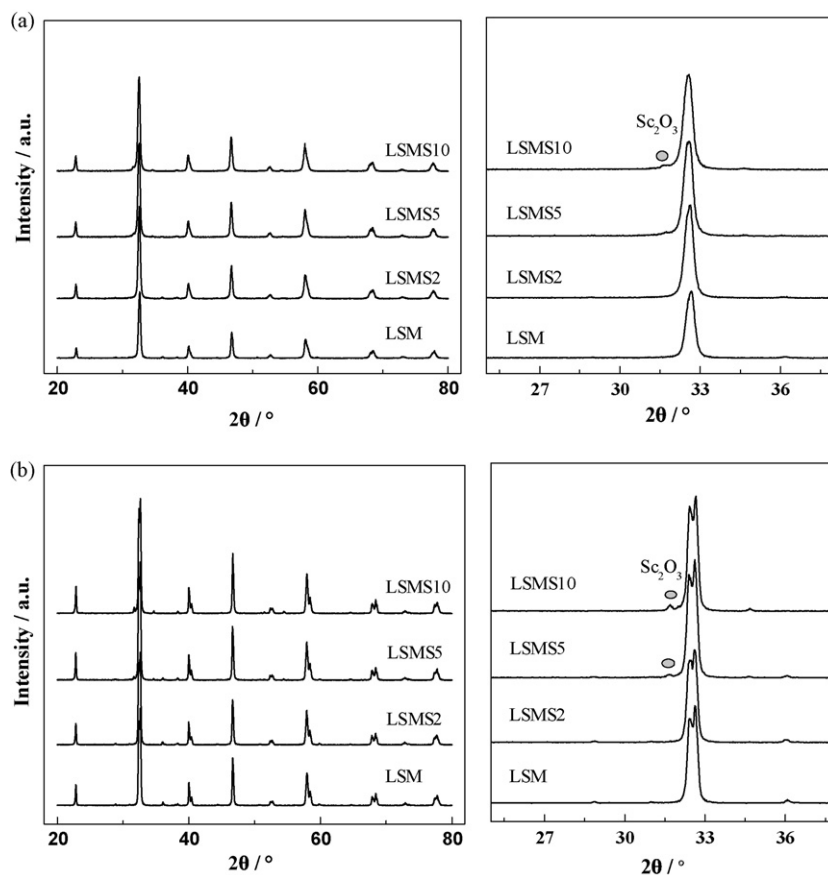 (a)
Intensity / a.u.
LSMS10
LSMS5
LSMS2
LSM
20 40 60 80
2θ / °
Sc₂O₃
LSMS10
LSMS5
LSMS2
LSM
27 30 33 36
2θ / °
(b)
Intensity / a.u.
LSMS10
LSMS5
LSMS2
LSM
20 40 60 80
2θ / °
Sc₂O₃
LSMS10
LSMS5
LSMS2
LSM
27 30 33 36
2θ / °